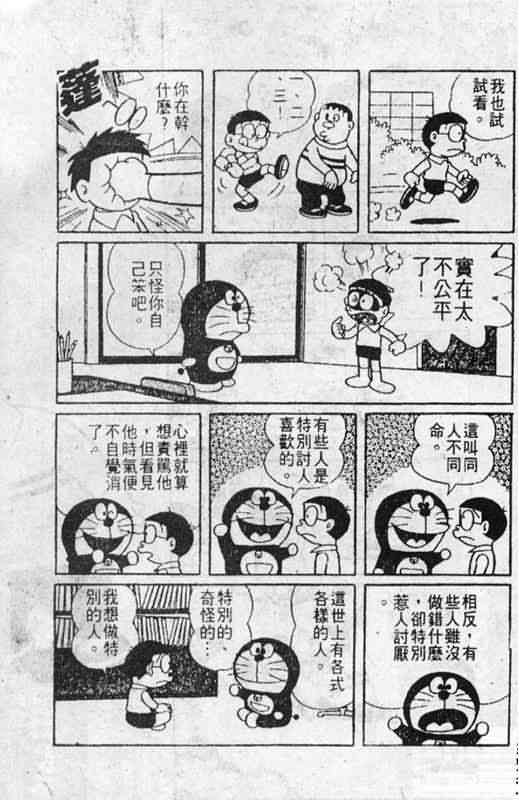 我也試
試看。
一、二、
三！
你在幹
什麼？
蓬
實在太
不公平
了！
只怪你自
己笨吧。
這叫同
人不同
命。
有些人是
特別討人
喜歡的。
心裡就算
想責罵他
，但看見
他時氣便
不自覺消
了。
相反，有
些人雖沒
做錯什麼
，卻特別
惹人討厭
。
這世上有各式
各樣的人。
特別的、
奇怪的…
我想做特
別的人。